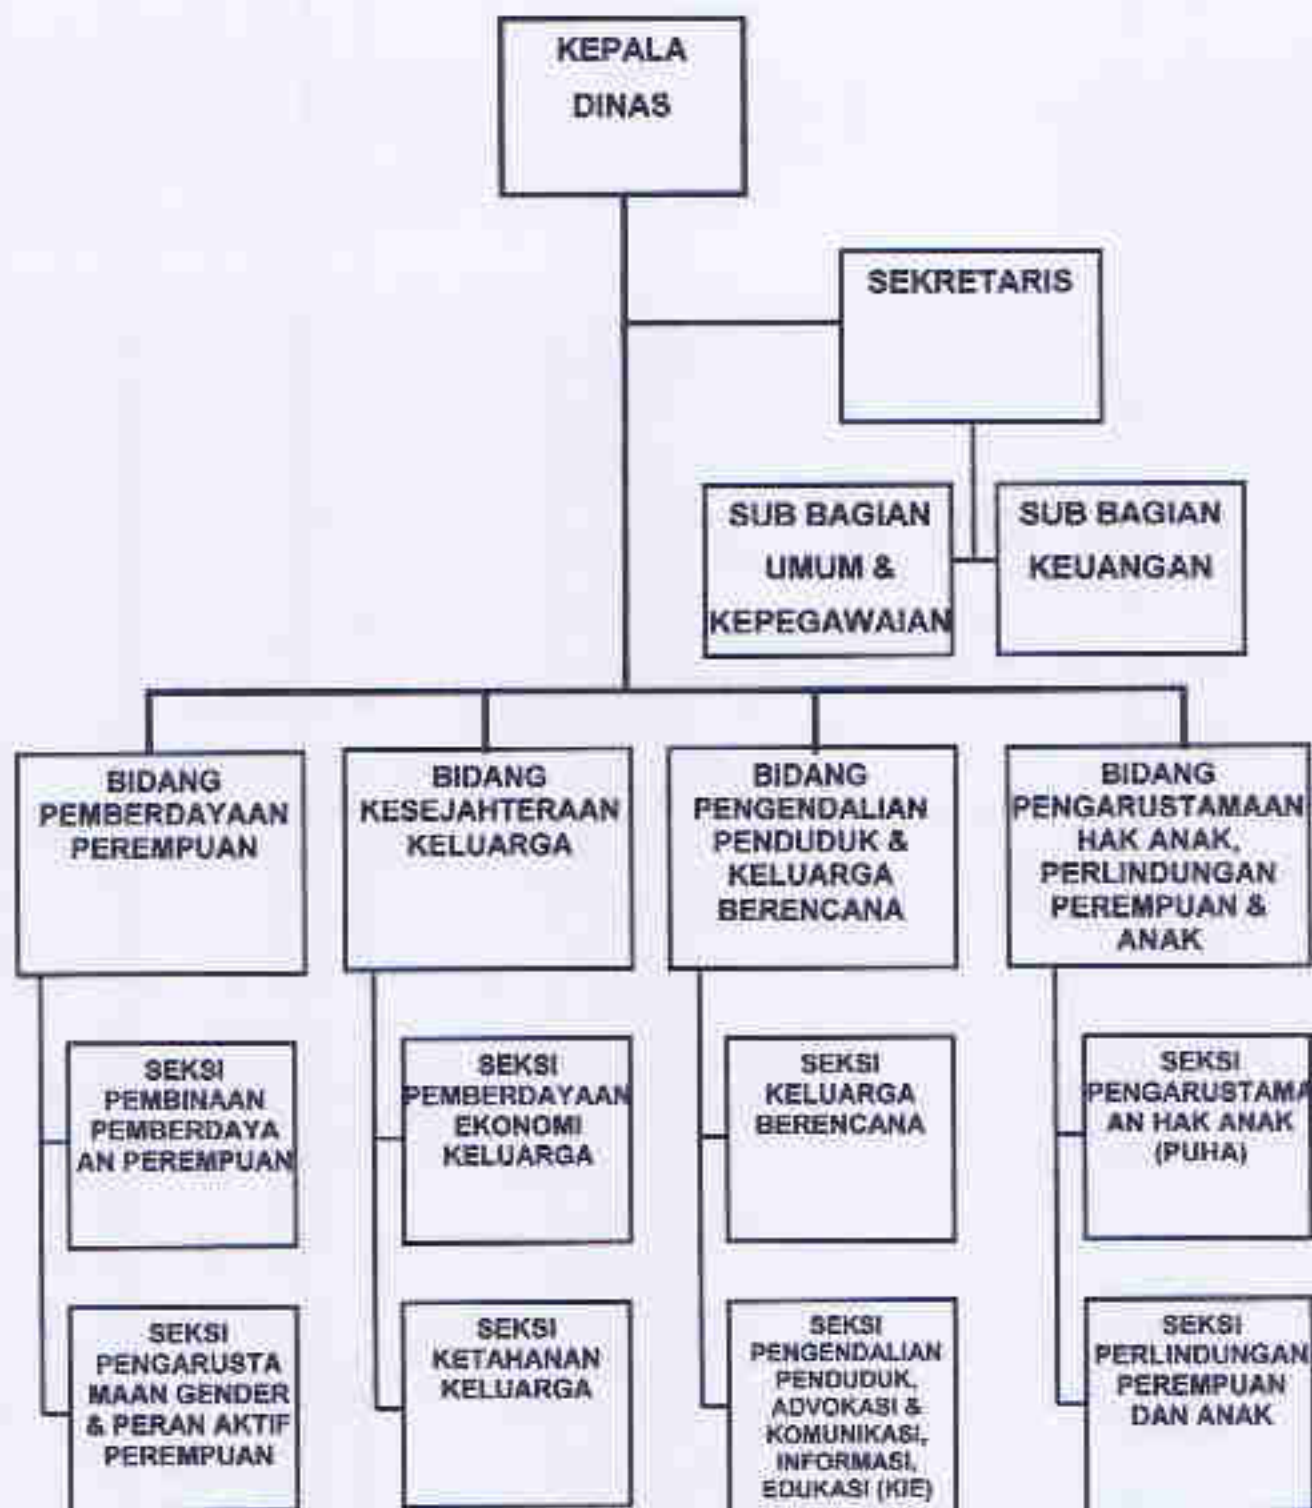 KEPALA
DINAS
SEKRETARIS
SUB BAGIAN
UMUM &
KEPEGAWAIAN
SUB BAGIAN
KEUANGAN
BIDANG
PEMBERDAYAAN
PEREMPUAN
BIDANG
KESEJAHTERAAN
KELUARGA
BIDANG
PENGENDALIAN
PENDUDUK &
KELUARGA
BERENCANA
BIDANG
PENGARUSTAMAAN
HAK ANAK,
PERLINDUNGAN
PEREMPUAN &
ANAK
SEKSI
PEMBINAAN
PEMBERDAYA
AN PEREMPUAN
SEKSI
PEMBERDAYAAN
EKONOMI
KELUARGA
SEKSI
KELUARGA
BERENCANA
SEKSI
PENGARUSTAMA
AN HAK ANAK
(PUHA)
SEKSI
PENGARUSTA
MAAN GENDER
& PERAN AKTIF
PEREMPUAN
SEKSI
KETAHANAN
KELUARGA
SEKSI
PENGENDALIAN
PENDUDUK,
ADVOKASI &
KOMUNIKASI,
INFORMASI,
EDUKASI (KIE)
SEKSI
PERLINDUNGAN
PEREMPUAN
DAN ANAK